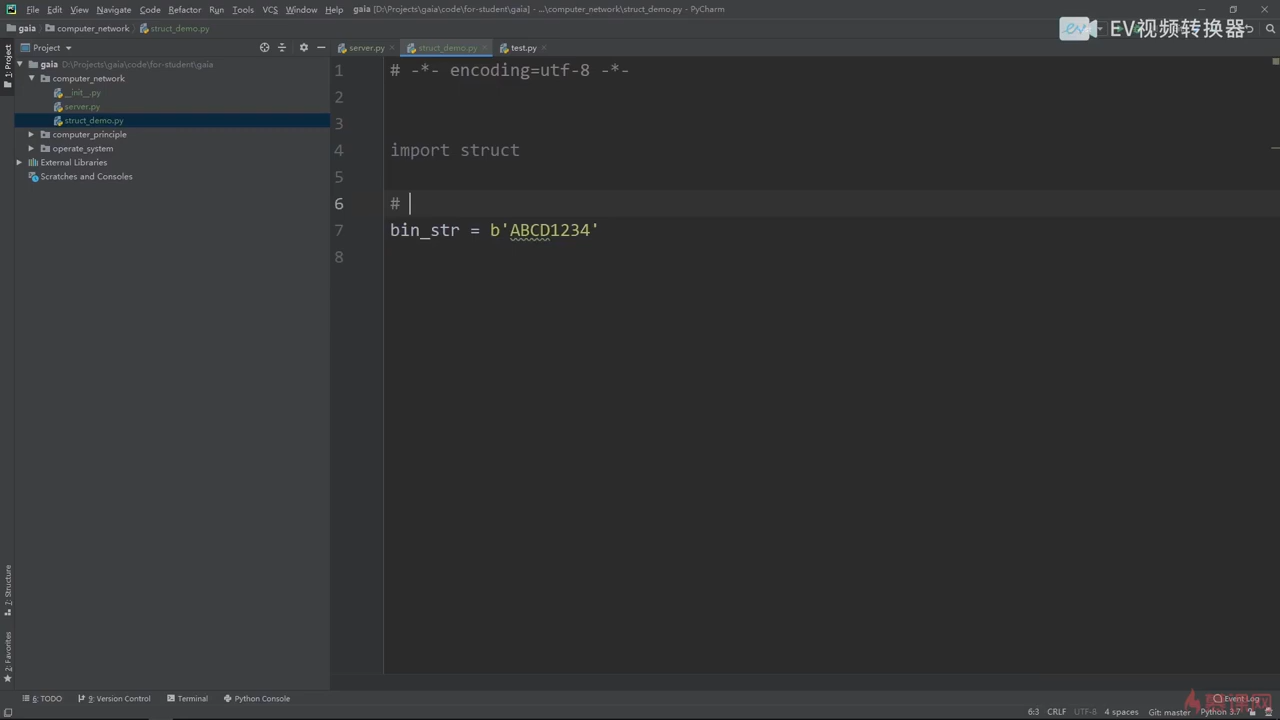 File Edit View Navigate Code Refactor Run Tools VCS Window Help gaia [D:\Projects\gaia\code\for-student\gaia] - ...\computer_network\struct_demo.py - PyCharm
gaia computer_network struct_demo.py
EV视频转换器
Project
server.py struct_demo.py test.py
1: Project
gaia D:\Projects\gaia\code\for-student\gaia
computer_network
__init__.py
server.py
struct_demo.py
computer_principle
operate_system
External Libraries
Scratches and Consoles
1 # -*- encoding=utf-8 -*-
2
3
4 import struct
5
6 #
7 bin_str = b'ABCD1234'
8
7: Structure
2: Favorites
6: TODO 9: Version Control Terminal Python Console Event Log
6:3 CRLF UTF-8 4 spaces Git: master Python 3.7